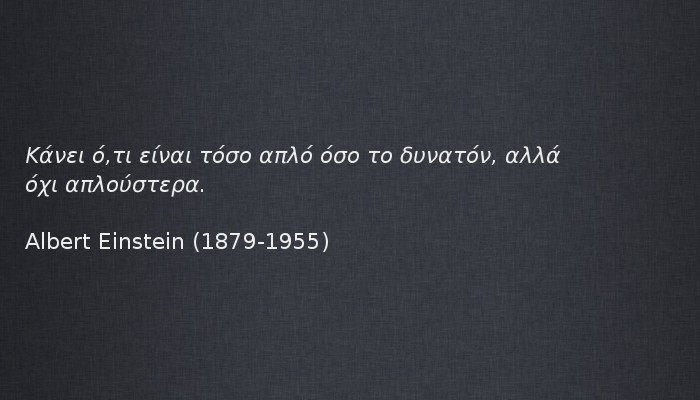 Κάνει ό,τι είναι τόσο απλό όσο το δυνατόν, αλλά
όχι απλούστερα.
Albert Einstein (1879-1955)